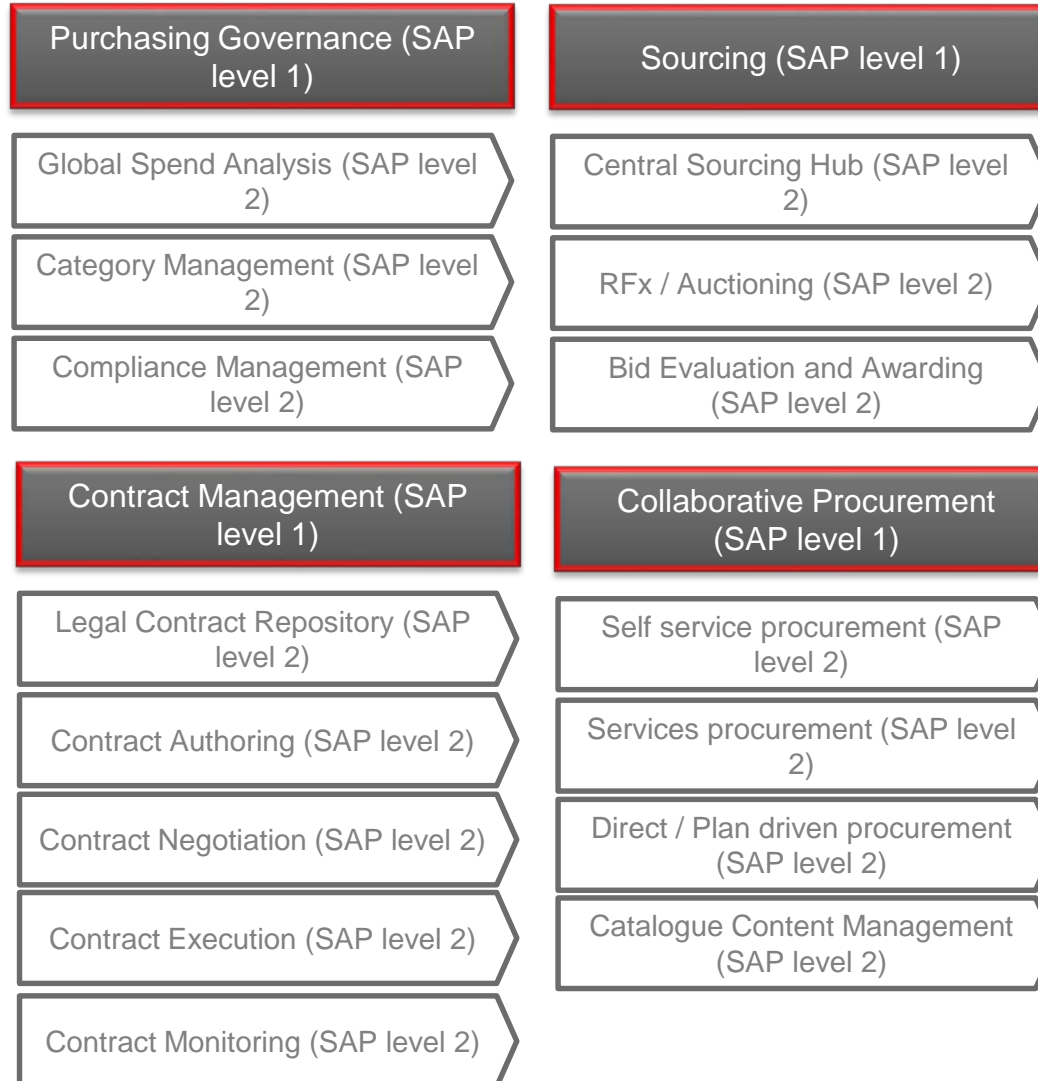 Purchasing Governance (SAP
level 1)
Global Spend Analysis (SAP level
2)
Category Management (SAP level
2)
Compliance Management (SAP
level 2)
Sourcing (SAP level 1)
Central Sourcing Hub (SAP level
2)
RFx / Auctioning (SAP level 2)
Bid Evaluation and Awarding
(SAP level 2)
Contract Management (SAP
level 1)
Legal Contract Repository (SAP
level 2)
Contract Authoring (SAP level 2)
Contract Negotiation (SAP level 2)
Contract Execution (SAP level 2)
Contract Monitoring (SAP level 2)
Collaborative Procurement
(SAP level 1)
Self service procurement (SAP
level 2)
Services procurement (SAP level
2)
Direct / Plan driven procurement
(SAP level 2)
Catalogue Content Management
(SAP level 2)